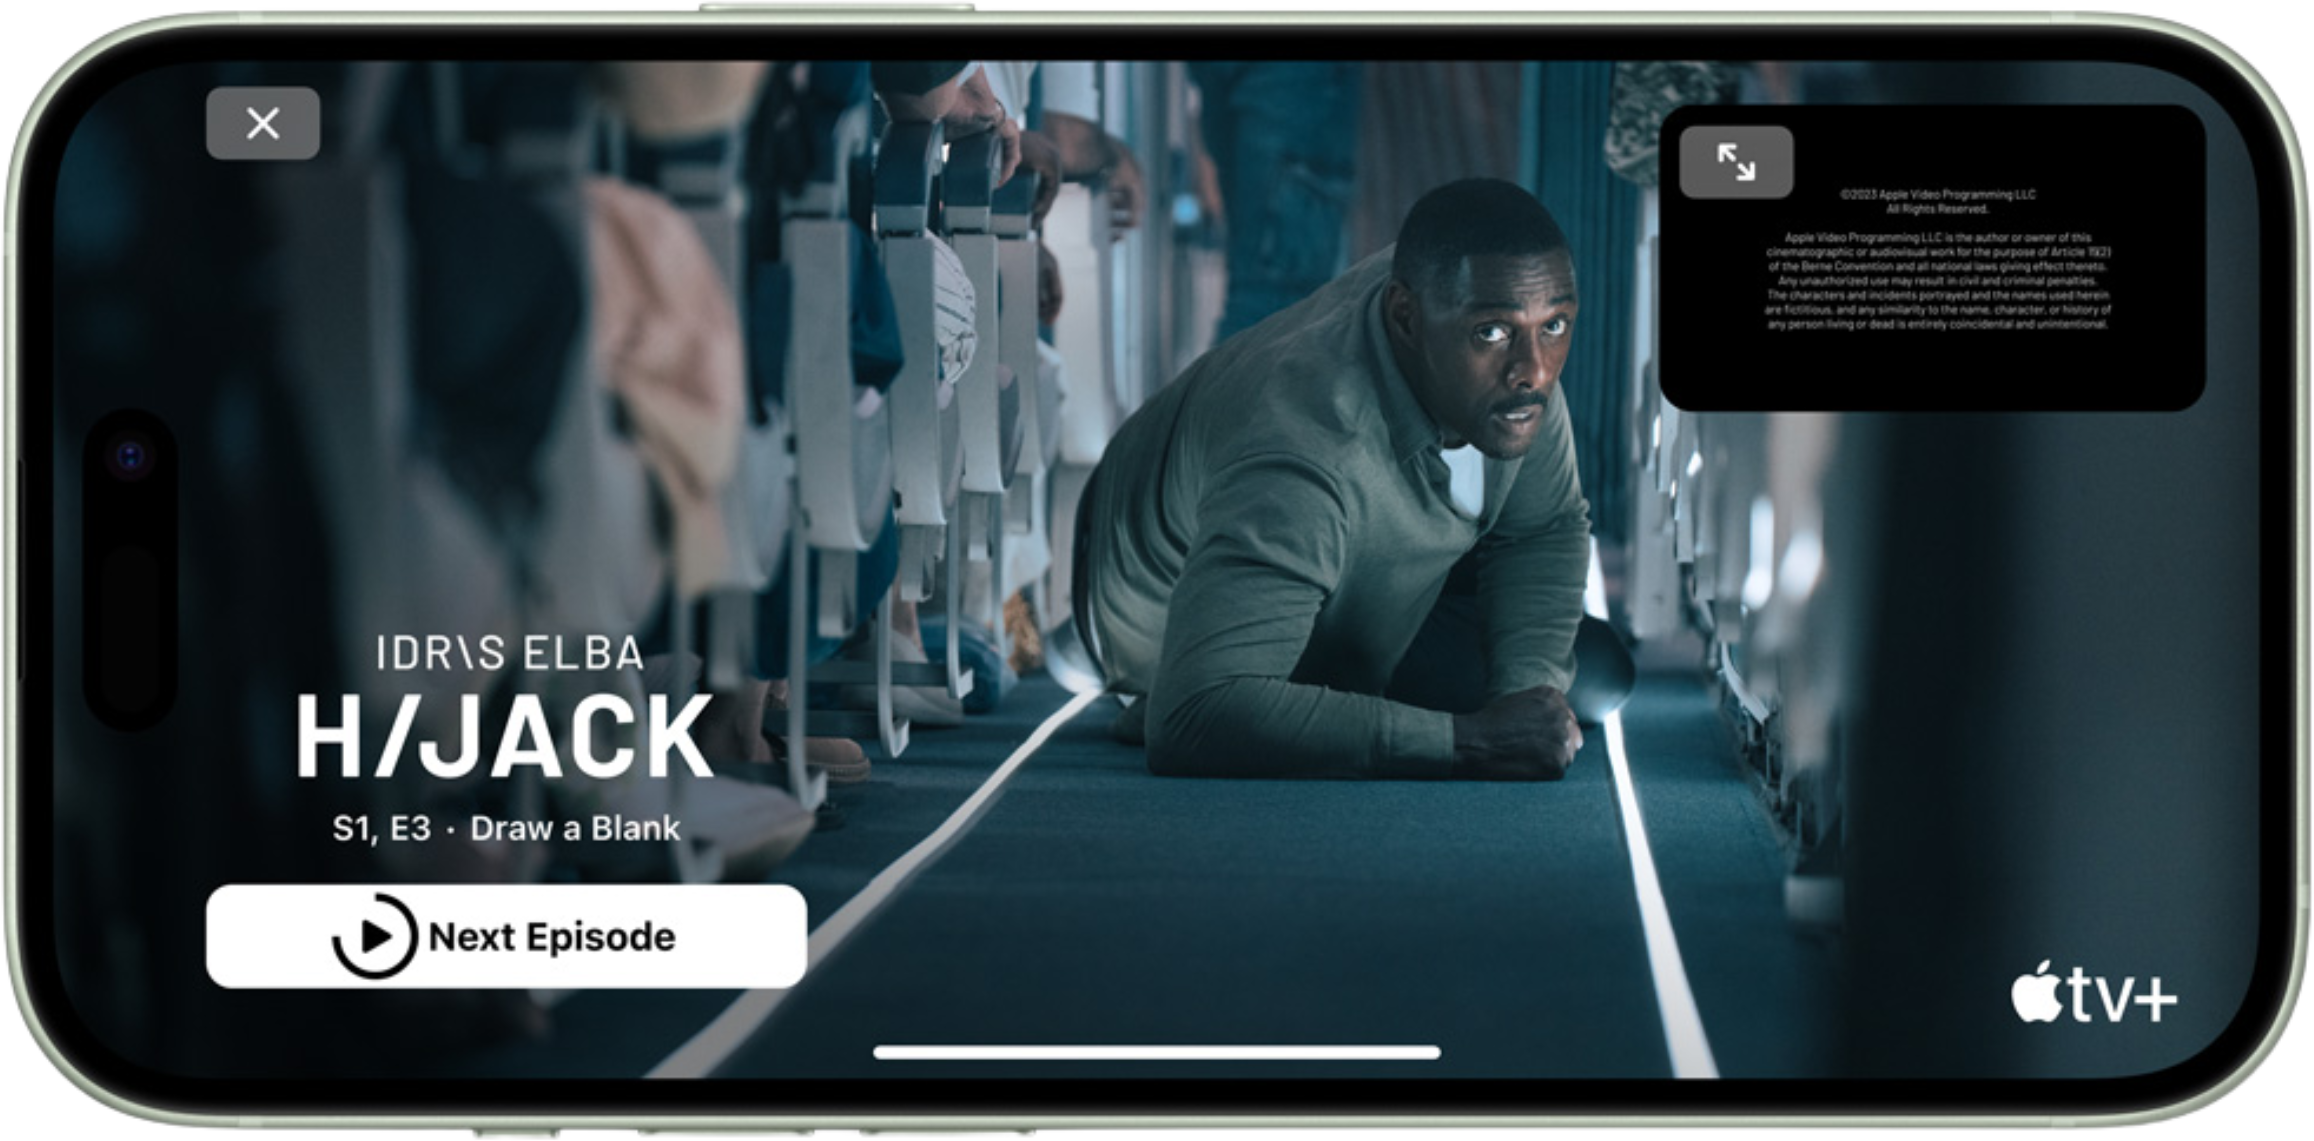 ©2023 Apple Video Programming LLC
All Rights Reserved.
Apple Video Programming LLC is the author or owner of this
cinematographic or audiovisual work for the purpose of Article 15(2)
of the Berne Convention and all national laws giving effect thereto.
Any unauthorized use may result in civil and criminal penalties.
The characters and incidents portrayed and the names used herein
are fictitious, and any similarity to the name, character, or history of
any person living or dead is entirely coincidental and unintentional.
IDR\S ELBA
H/JACK
S1, E3 · Draw a Blank
Next Episode
tv+